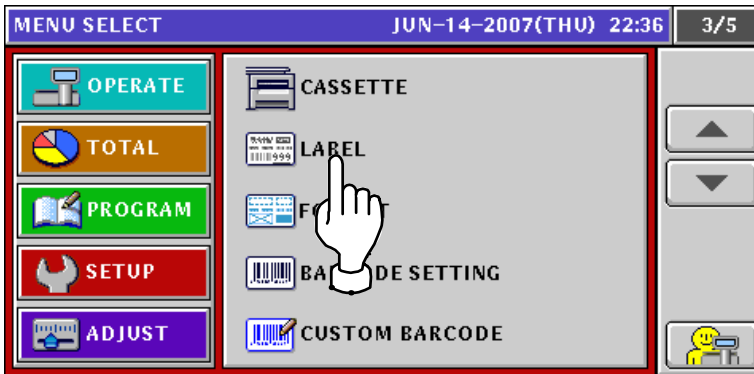 MENU SELECT JUN-14-2007(THU) 22:36 3/5
OPERATE
TOTAL
PROGRAM
SETUP
ADJUST
CASSETTE
LABEL
CUSTOM BARCODE
DE SETTING